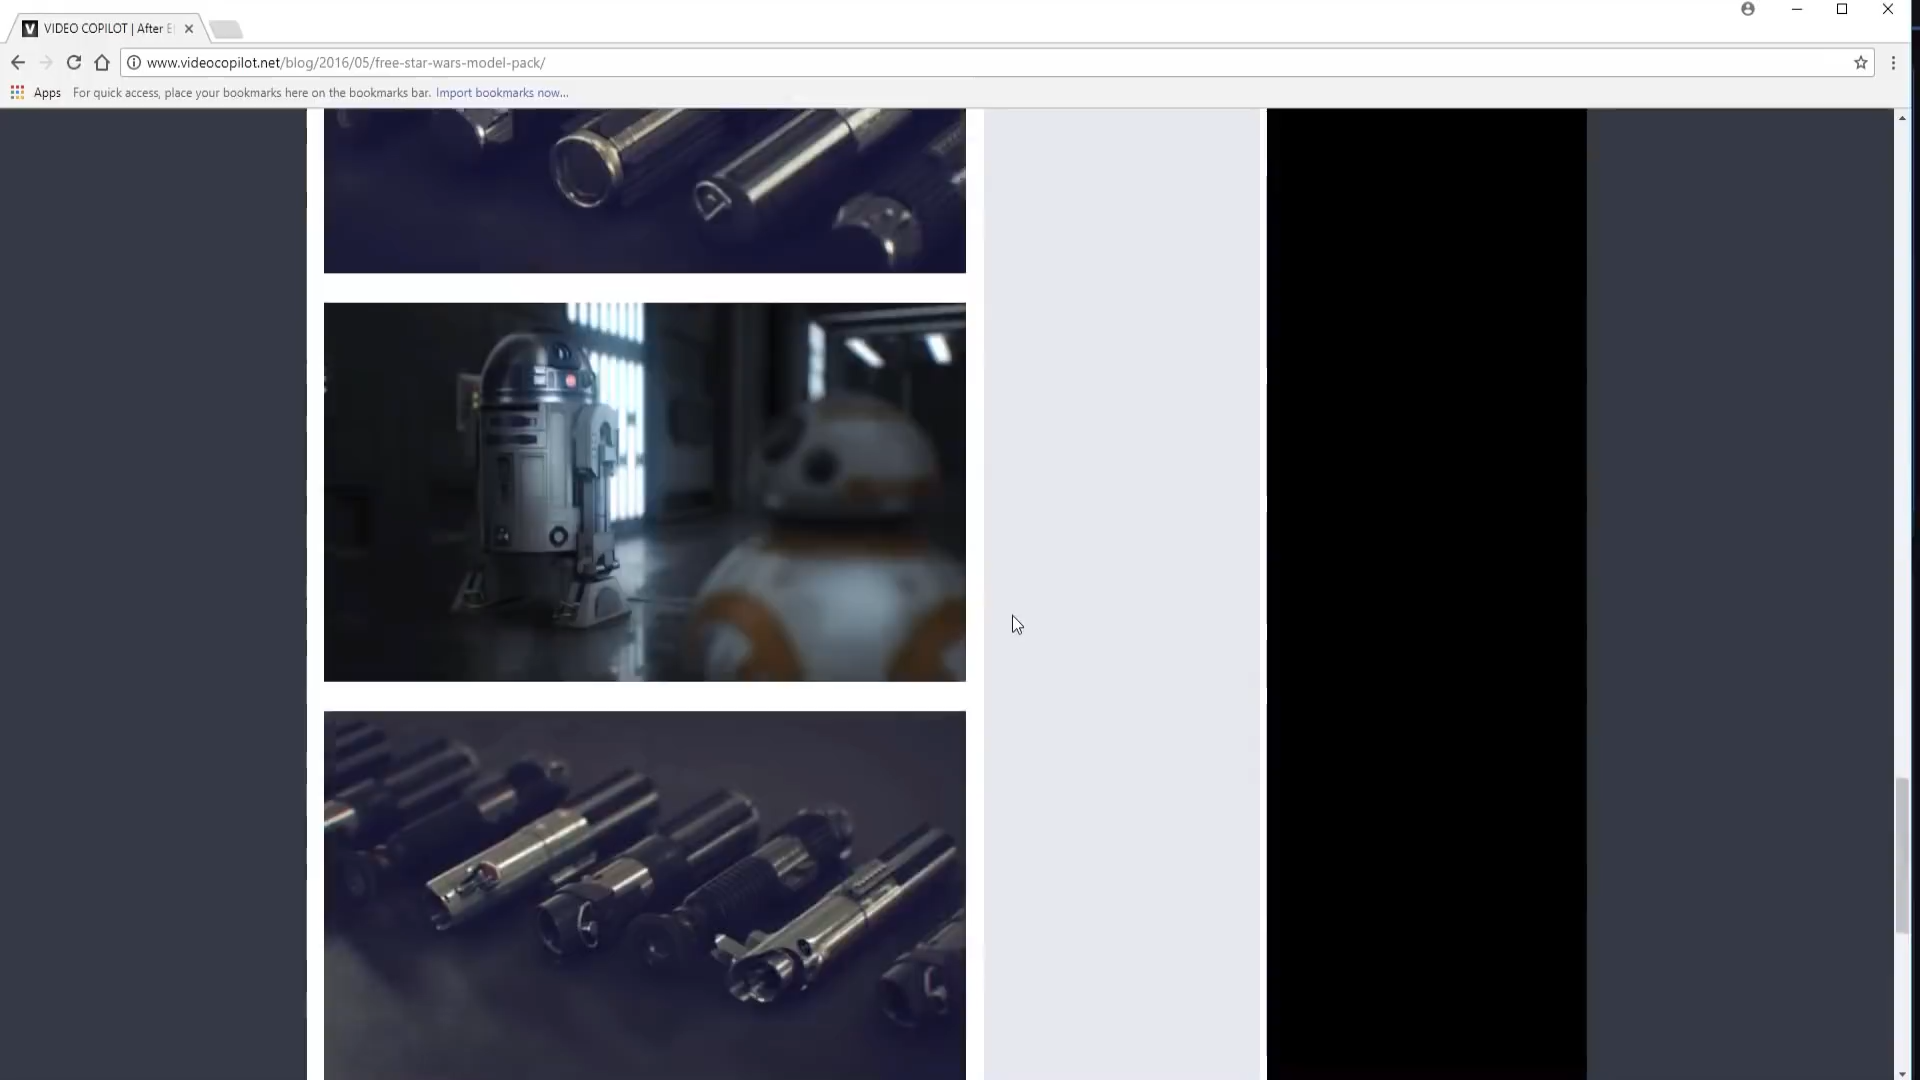 VIDEO COPILOT | After E
www.videocopilot.net/blog/2016/05/free-star-wars-model-pack/
Apps For quick access, place your bookmarks here on the bookmarks bar. Import bookmarks now...